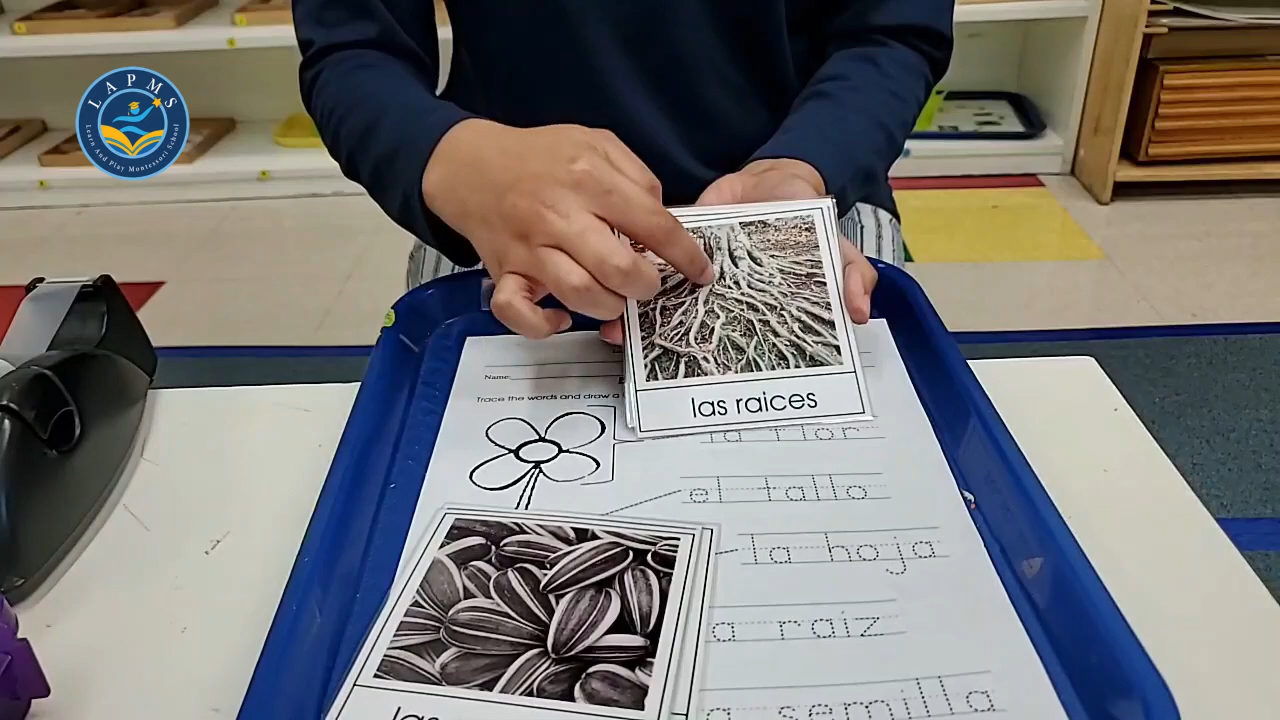 LAPMS
Learn And Play Montessori School
Name:
Trace the words and draw a
las raices
la flor
el tallo
la hoja
a raiz
a semilla
las